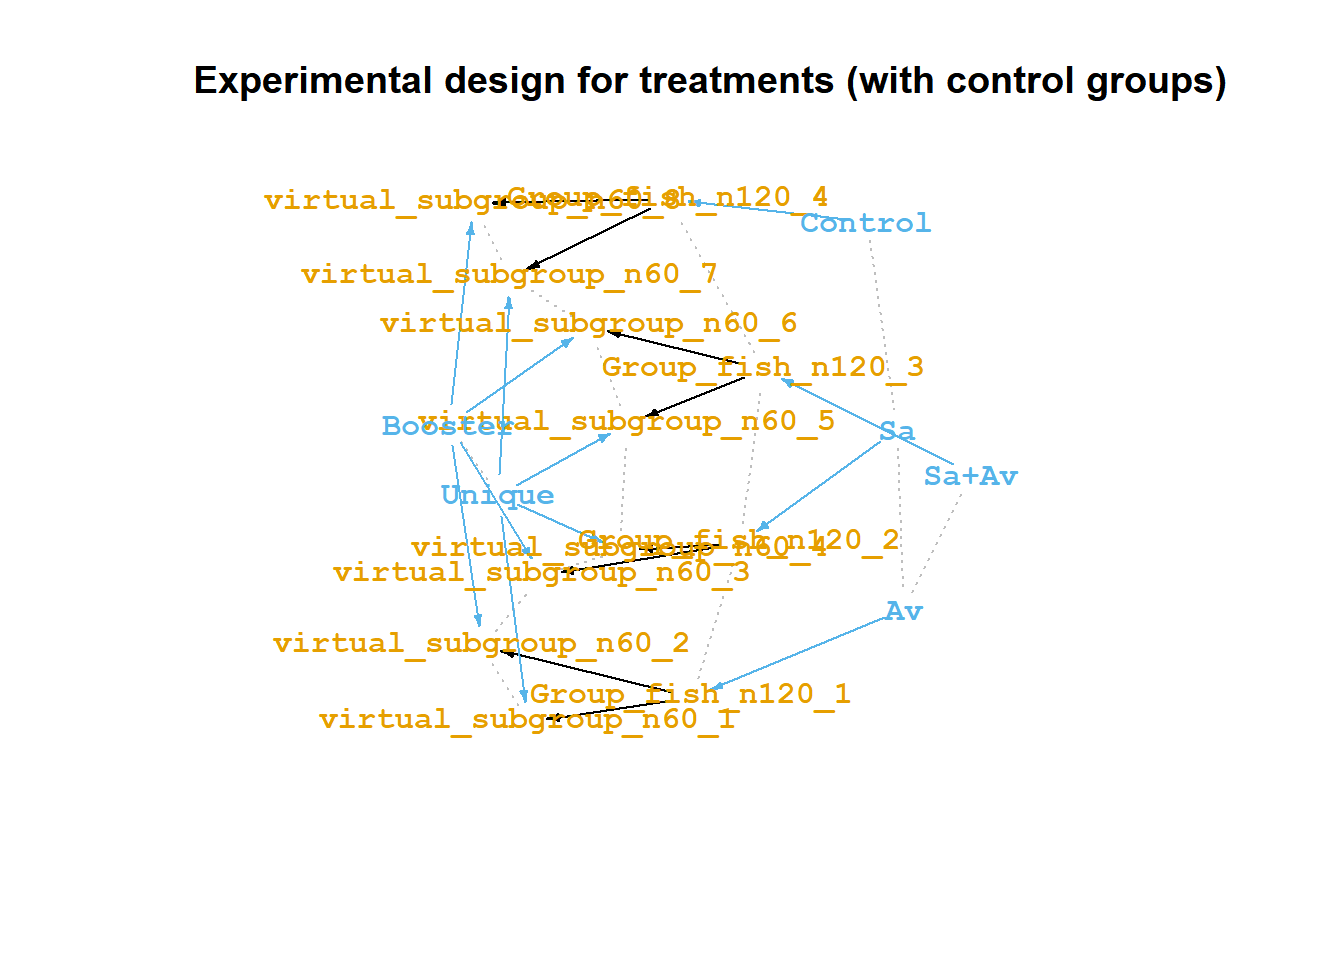 Experimental design for treatments (with control groups)
virtual_subgroup_n60_8
Group_fish_n120_4
Control
virtual_subgroup_n60_7
virtual_subgroup_n60_6
Group_fish_n120_3
virtual_subgroup_n60_5
Booster
Sa
Sa+Av
Unique
Group_fish_n120_2
virtual_subgroup_n60_4
virtual_subgroup_n60_3
Av
virtual_subgroup_n60_2
Group_fish_n120_1
virtual_subgroup_n60_1